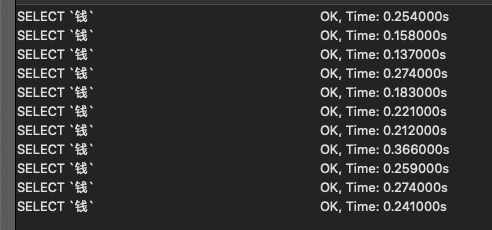 SELECT `钱` OK, Time: 0.254000s
SELECT `钱` OK, Time: 0.158000s
SELECT `钱` OK, Time: 0.137000s
SELECT `钱` OK, Time: 0.274000s
SELECT `钱` OK, Time: 0.183000s
SELECT `钱` OK, Time: 0.221000s
SELECT `钱` OK, Time: 0.212000s
SELECT `钱` OK, Time: 0.366000s
SELECT `钱` OK, Time: 0.259000s
SELECT `钱` OK, Time: 0.274000s
SELECT `钱` OK, Time: 0.241000s